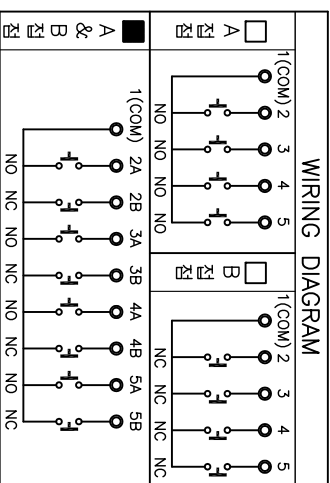 WIRING DIAGRAM
A접점
1(COM) 2 3 4 5
NO NO NO NO
B접점
1(COM) 2 3 4 5
NC NC NC NC
A & B 접점
1(COM) 2A 2B 3A 3B 4A 4B 5A 5B
NO NC NO NC NO NC NO NC